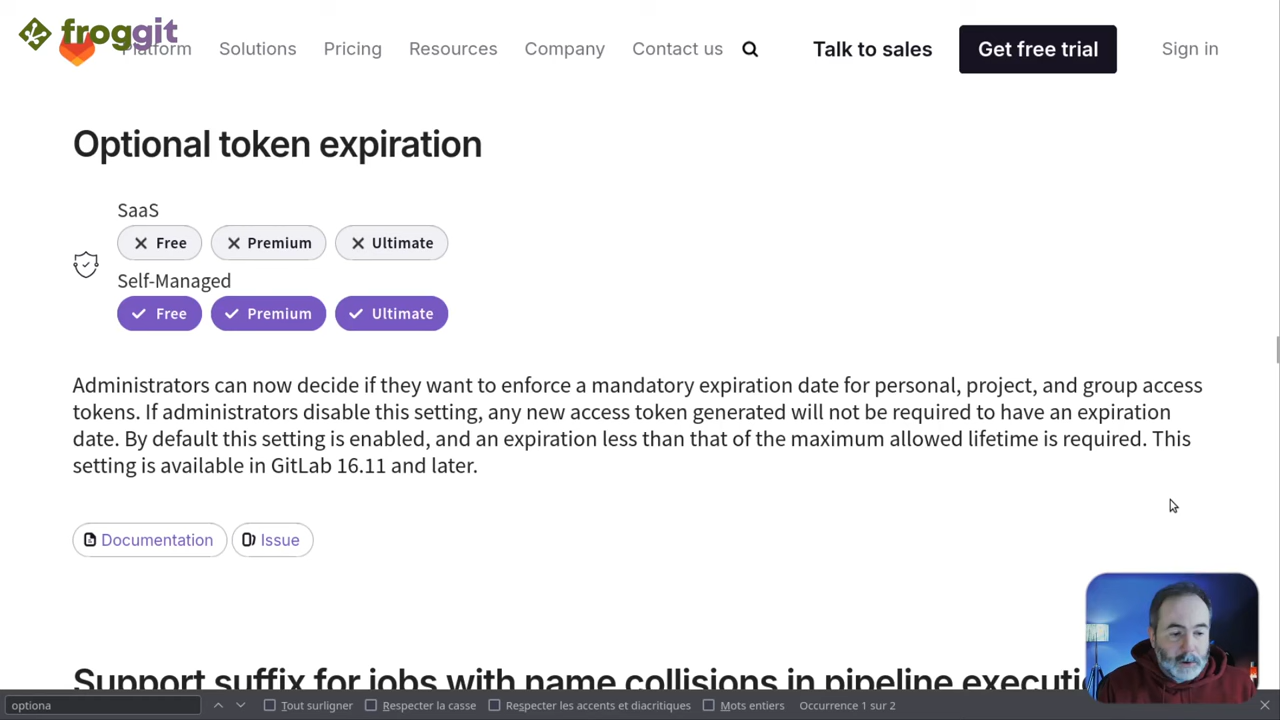 froggit
Platform Solutions Pricing Resources Company Contact us Talk to sales Get free trial Sign in
Optional token expiration
SaaS
Free Premium Ultimate
Self-Managed
Free Premium Ultimate
Administrators can now decide if they want to enforce a mandatory expiration date for personal, project, and group access
tokens. If administrators disable this setting, any new access token generated will not be required to have an expiration
date. By default this setting is enabled, and an expiration less than that of the maximum allowed lifetime is required. This
setting is available in GitLab 16.11 and later.
Documentation Issue
Support suffix for jobs with name collisions in pipeline executi
optiona Tout surligner Respecter la casse Respecter les accents et diacritiques Mots entiers Occurrence 1 sur 2